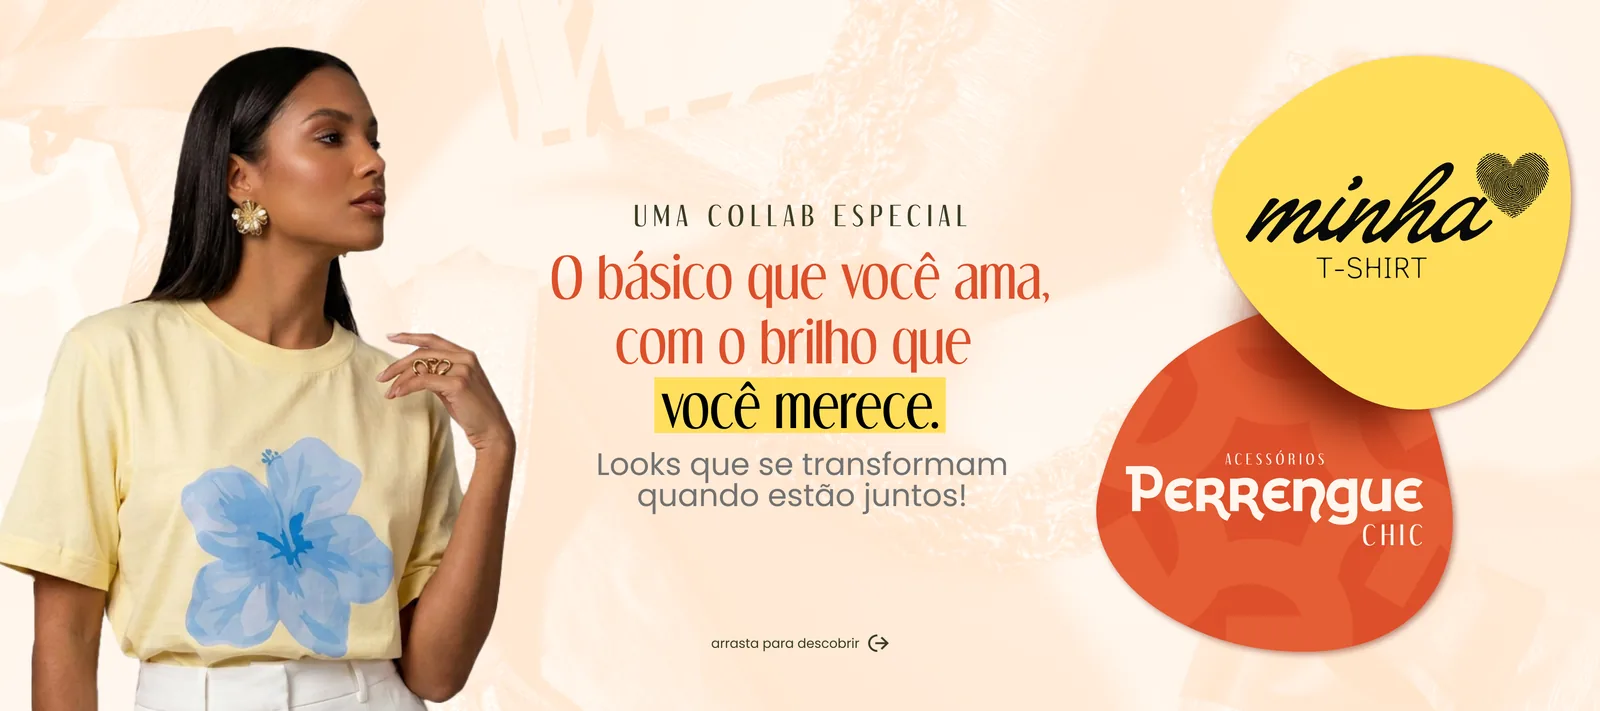 UMA COLLAB ESPECIAL
O básico que você ama,
com o brilho que
você merece.
Looks que se transformam
quando estão juntos!
arrasta para descobrir
minha
T-SHIRT
ACESSÓRIOS
PERRENGUE
CHIC